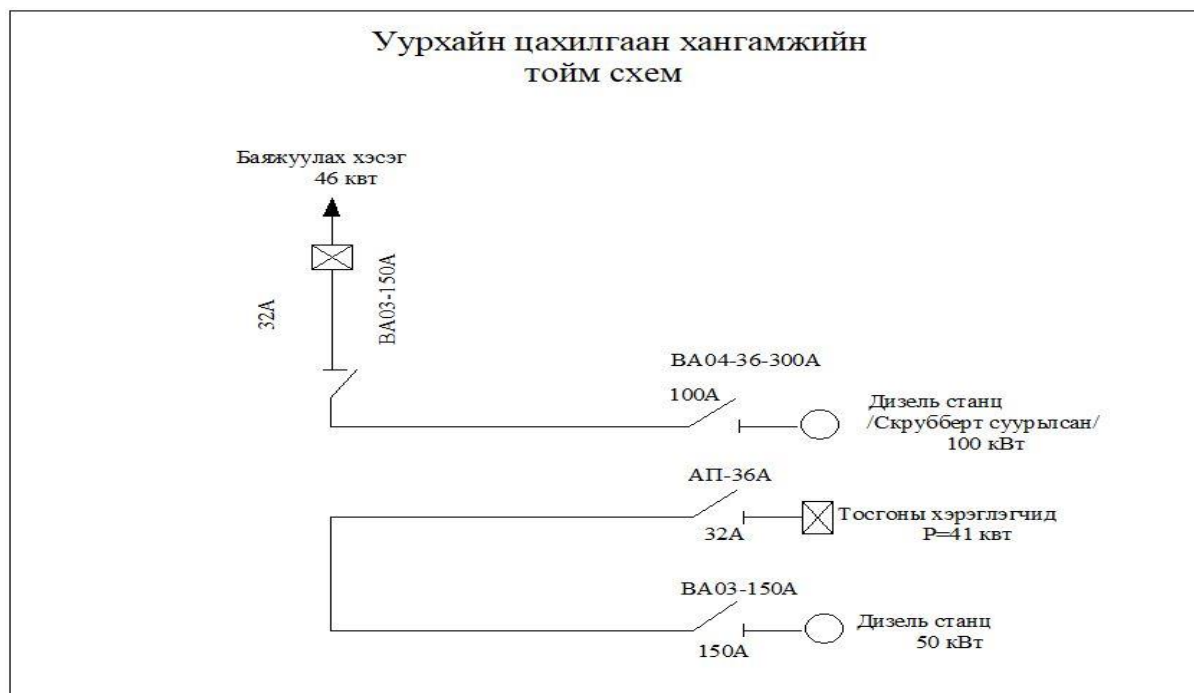 Уурхайн цахилгаан хангамжийн
тойм схем
Баяжуулах хэсэг
46 квт
32А
ВА03-150А
ВА04-36-300А
100А
Дизель станц
/Скрубберт суурьлсан/
100 кВт
АП-36А
32А
Тосгоны хэрэглэгчид
Р=41 квт
ВА03-150А
150А
Дизель станц
50 кВт